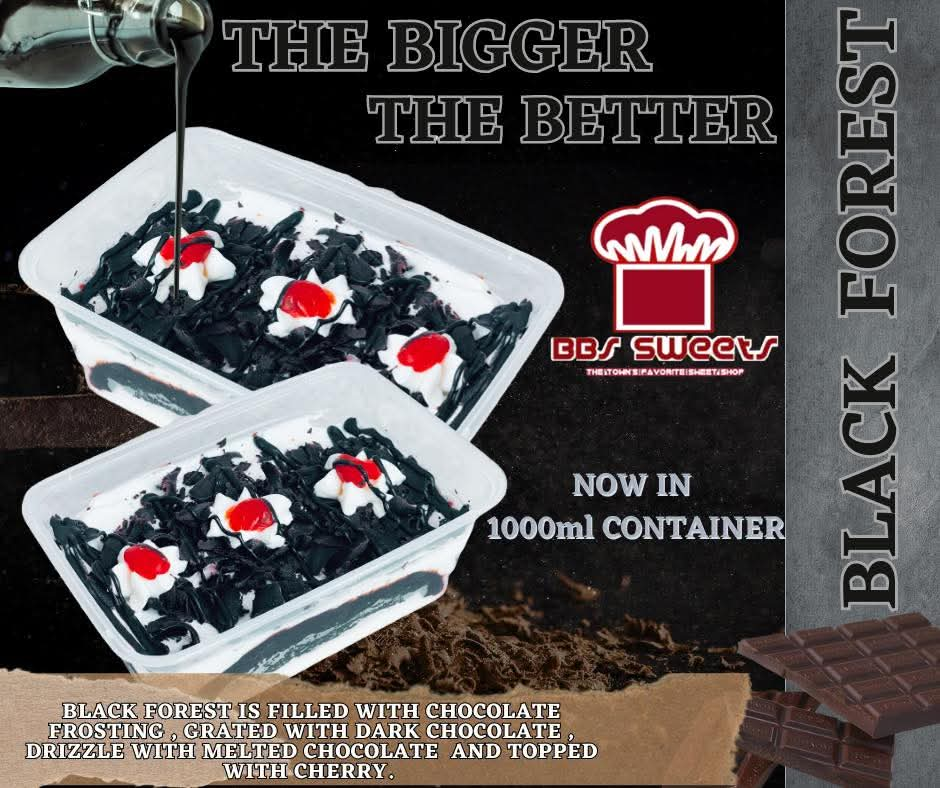 THE BIGGER
THE BETTER
BLACK FOREST
BBS SWeetS
THE TOWN'S FAVORITE SWEET SHOP
NOW IN
1000ml CONTAINER
BLACK FOREST IS FILLED WITH CHOCOLATE
FROSTING , GRATED WITH DARK CHOCOLATE ,
DRIZZLE WITH MELTED CHOCOLATE AND TOPPED
WITH CHERRY.